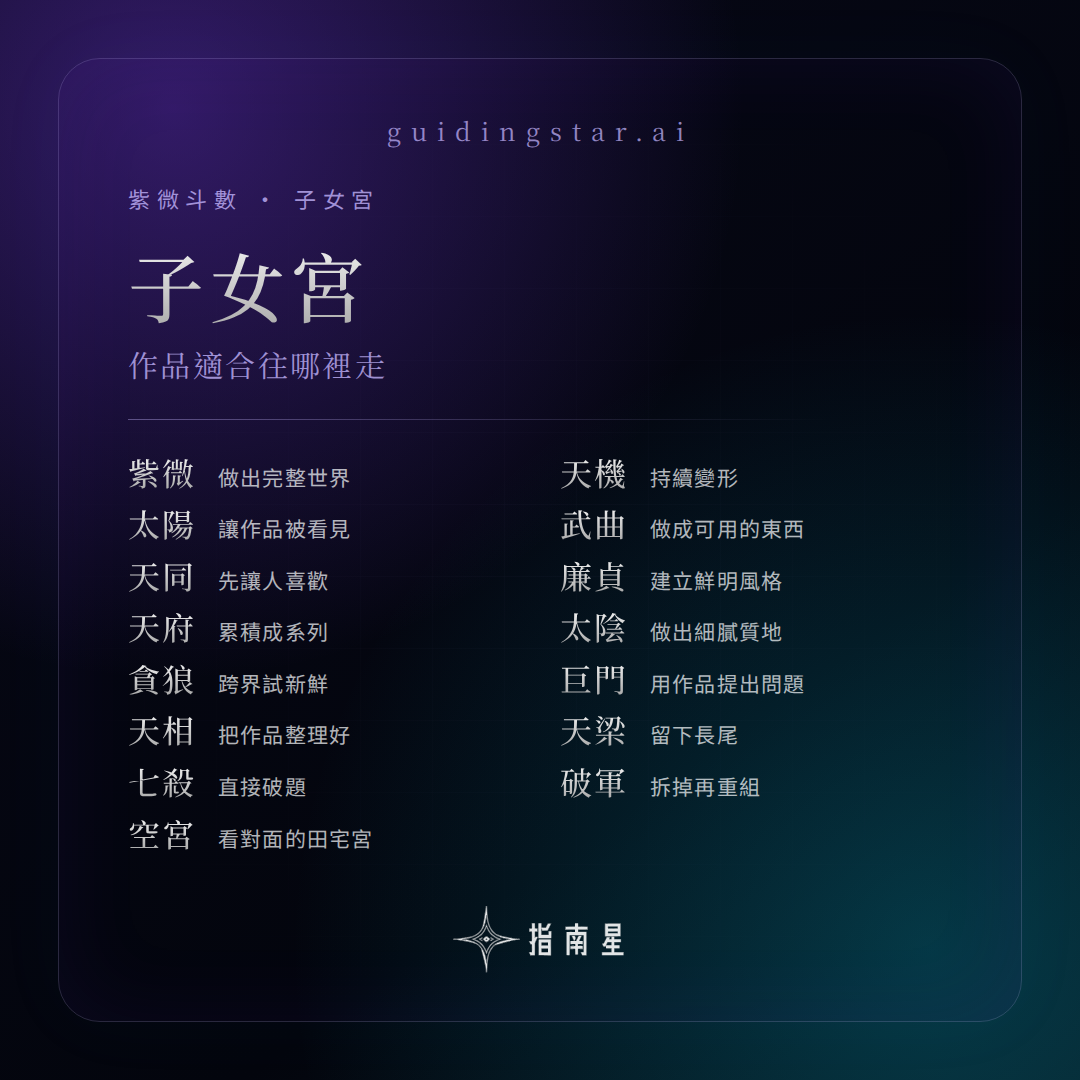 guidingstar.ai
紫微斗數 · 子女宮
子女宮
作品適合往哪裡走
紫微 做出完整世界
天機 持續變形
太陽 讓作品被看見
武曲 做成可用的東西
天同 先讓人喜歡
廉貞 建立鮮明風格
天府 累積成系列
太陰 做出細膩質地
貪狼 跨界試新鮮
巨門 用作品提出問題
天相 把作品整理好
天梁 留下長尾
七殺 直接破題
破軍 拆掉再重組
空宮 看對面的田宅宮
指南星